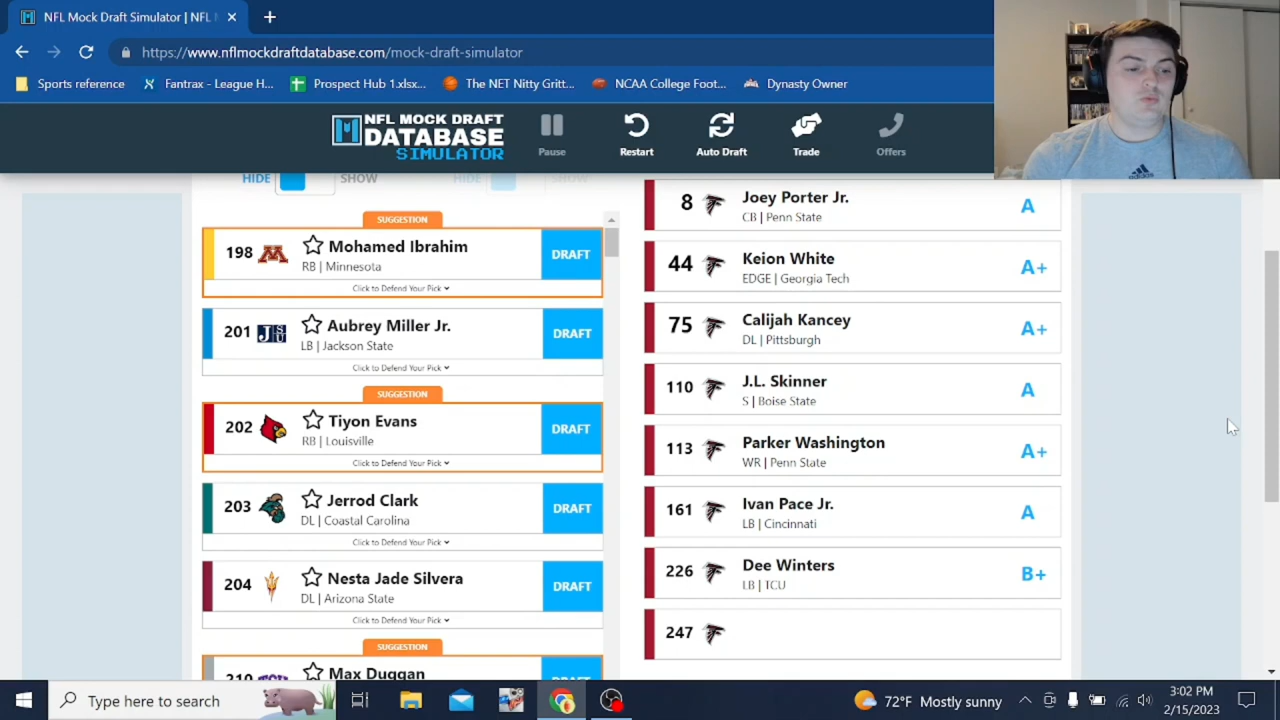 NFL Mock Draft Simulator | NFL
https://www.nflmockdraftdatabase.com/mock-draft-simulator
Sports reference
Fantrax - League H...
Prospect Hub 1.xlsx...
The NET Nitty Gritt...
NCAA College Foot...
Dynasty Owner
NFL MOCK DRAFT
DATABASE
SIMULATOR
Pause
Restart
Auto Draft
Trade
Offers
HIDE SHOW HIDE SHOW
SUGGESTION
198 Mohamed Ibrahim
RB | Minnesota
DRAFT
Click to Defend Your Pick
201 Aubrey Miller Jr.
LB | Jackson State
DRAFT
Click to Defend Your Pick
SUGGESTION
202 Tiyon Evans
RB | Louisville
DRAFT
Click to Defend Your Pick
203 Jerrod Clark
DL | Coastal Carolina
DRAFT
Click to Defend Your Pick
204 Nesta Jade Silvera
DL | Arizona State
DRAFT
Click to Defend Your Pick
SUGGESTION
210 Max Duggan
DRAFT
8 Joey Porter Jr. A
CB | Penn State
44 Keion White A+
EDGE | Georgia Tech
75 Calijah Kancey A+
DL | Pittsburgh
110 J.L. Skinner A
S | Boise State
113 Parker Washington A+
WR | Penn State
161 Ivan Pace Jr. A
LB | Cincinnati
226 Dee Winters B+
LB | TCU
247
Type here to search
72°F Mostly sunny
3:02 PM
2/15/2023